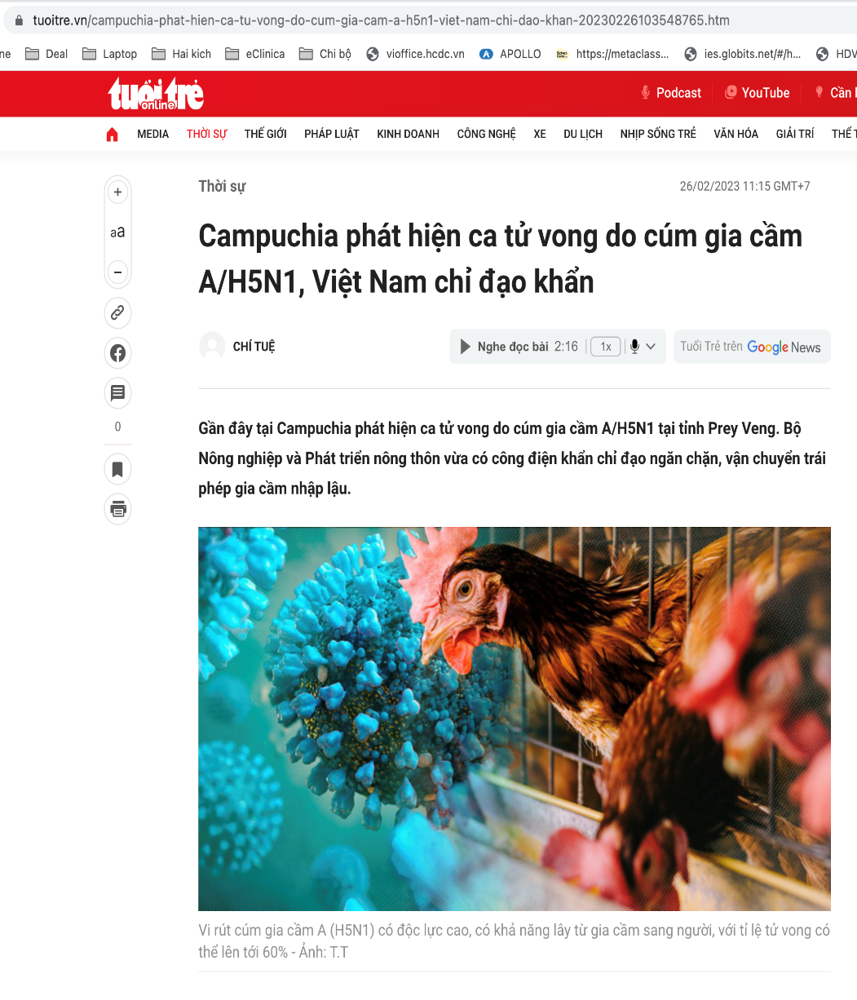 tuoitre.vn/campuchia-phat-hien-ca-tu-vong-do-cum-gia-cam-a-h5n1-viet-nam-chi-dao-khan-20230226103548765.htm
ne Deal Laptop Hai kich eClinica Chi bộ vioffice.hcdc.vn APOLLO https://metaclass... ies.globits.net/#/h... HDV
tuổi trẻ online Podcast YouTube Cần
MEDIA THỜI SỰ THẾ GIỚI PHÁP LUẬT KINH DOANH CÔNG NGHỆ XE DU LỊCH NHỊP SỐNG TRẺ VĂN HÓA GIẢI TRÍ THỂ T
Thời sự 26/02/2023 11:15 GMT+7
+
aa
−
0
Campuchia phát hiện ca tử vong do cúm gia cầm
A/H5N1, Việt Nam chỉ đạo khẩn
CHÍ TUỆ Nghe đọc bài 2:16 1x Tuổi Trẻ trên Google News
Gần đây tại Campuchia phát hiện ca tử vong do cúm gia cầm A/H5N1 tại tỉnh Prey Veng. Bộ
Nông nghiệp và Phát triển nông thôn vừa có công điện khẩn chỉ đạo ngăn chặn, vận chuyển trái
phép gia cầm nhập lậu.
Vi rút cúm gia cầm A (H5N1) có độc lực cao, có khả năng lây từ gia cầm sang người, với tỉ lệ tử vong có
thể lên tới 60% - Ảnh: T.T